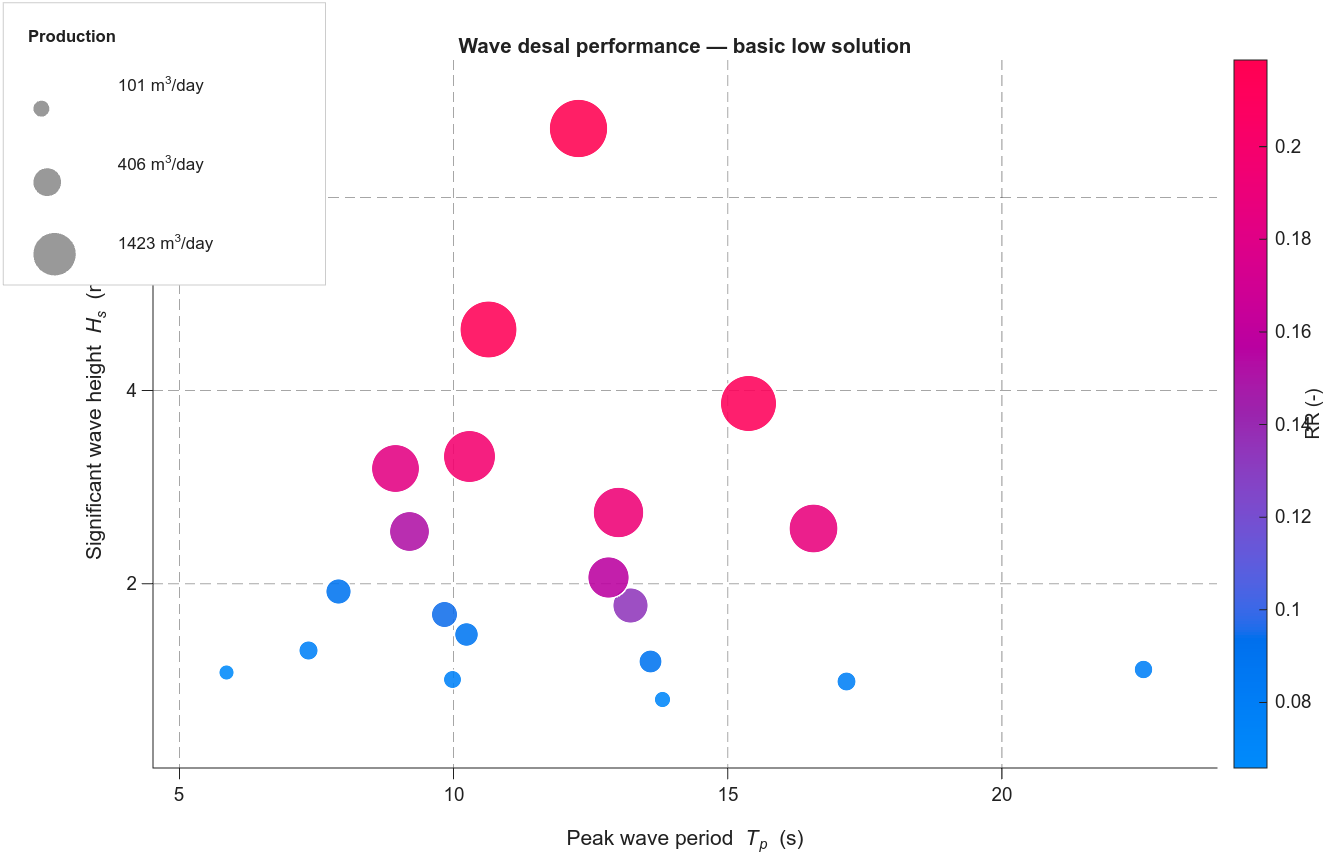 Production
101 m³/day
406 m³/day
1423 m³/day
Wave desal performance — basic low solution
Significant wave height H_s
4
2
5
10
15
20
Peak wave period T_p (s)
0.2
0.18
0.16
0.14
0.12
0.1
0.08
RR (-)